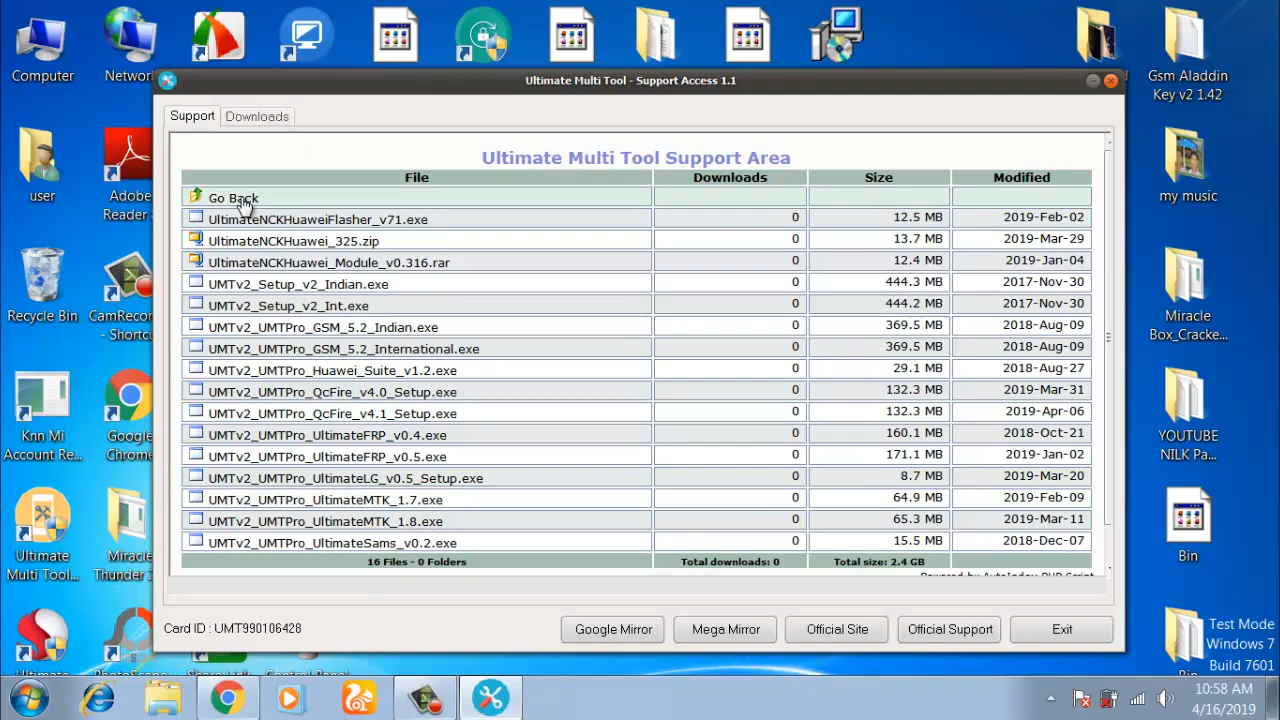 Computer
Network
Gsm Aladdin
Key v2 1.42
user
Adobe
Reader
my music
Recycle Bin
CamRecor
- Shortcu
Miracle
Box_Cracke...
Knn Mi
Account Re...
Google
Chrome
YOUTUBE
NILK Pa...
Ultimate
Multi Tool...
Miracle
Thunder
Bin
Ultimate
Ultimate Multi Tool - Support Access 1.1
Support
Downloads
Ultimate Multi Tool Support Area
File Downloads Size Modified
Go Back
UltimateNCKHuaweiFlasher_v71.exe 0 12.5 MB 2019-Feb-02
UltimateNCKHuawei_325.zip 0 13.7 MB 2019-Mar-29
UltimateNCKHuawei_Module_v0.316.rar 0 12.4 MB 2019-Jan-04
UMTv2_Setup_v2_Indian.exe 0 444.3 MB 2017-Nov-30
UMTv2_Setup_v2_Int.exe 0 444.2 MB 2017-Nov-30
UMTv2_UMTPro_GSM_5.2_Indian.exe 0 369.5 MB 2018-Aug-09
UMTv2_UMTPro_GSM_5.2_International.exe 0 369.5 MB 2018-Aug-09
UMTv2_UMTPro_Huawei_Suite_v1.2.exe 0 29.1 MB 2018-Aug-27
UMTv2_UMTPro_QcFire_v4.0_Setup.exe 0 132.3 MB 2019-Mar-31
UMTv2_UMTPro_QcFire_v4.1_Setup.exe 0 132.3 MB 2019-Apr-06
UMTv2_UMTPro_UltimateFRP_v0.4.exe 0 160.1 MB 2018-Oct-21
UMTv2_UMTPro_UltimateFRP_v0.5.exe 0 171.1 MB 2019-Jan-02
UMTv2_UMTPro_UltimateLG_v0.5_Setup.exe 0 8.7 MB 2019-Mar-20
UMTv2_UMTPro_UltimateMTK_1.7.exe 0 64.9 MB 2019-Feb-09
UMTv2_UMTPro_UltimateMTK_1.8.exe 0 65.3 MB 2019-Mar-11
UMTv2_UMTPro_UltimateSams_v0.2.exe 0 15.5 MB 2018-Dec-07
16 Files - 0 Folders Total downloads: 0 Total size: 2.4 GB
Powered by AutoIndex PHP Script
Card ID : UMT990106428
Google Mirror
Mega Mirror
Official Site
Official Support
Exit
Test Mode
Windows 7
Build 7601
10:58 AM
4/16/2019